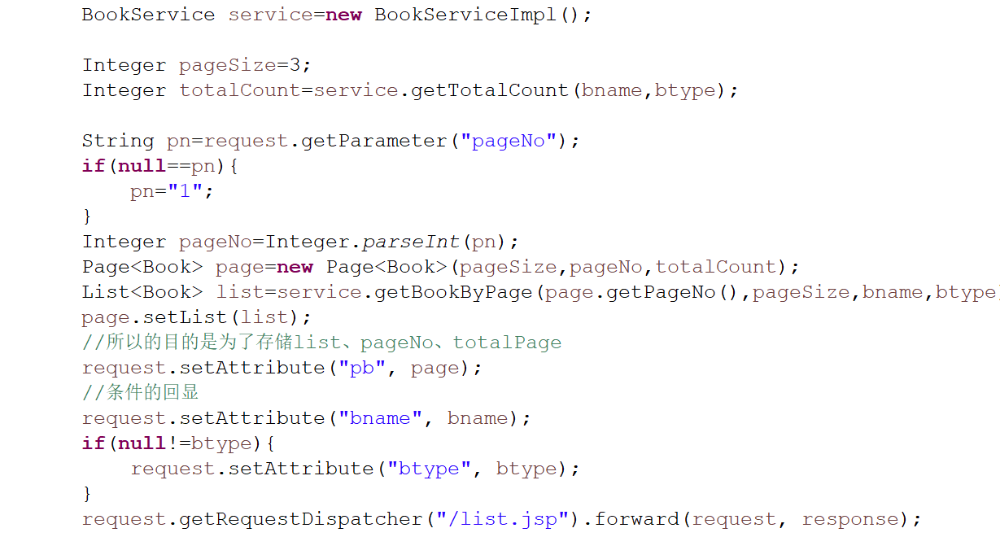 BookService service=new BookServiceImpl();
Integer pageSize=3;
Integer totalCount=service.getTotalCount(bname,btype);
String pn=request.getParameter("pageNo");
if(null==pn){
    pn="1";
}
Integer pageNo=Integer.parseInt(pn);
Page<Book> page=new Page<Book>(pageSize,pageNo,totalCount);
List<Book> list=service.getBookByPage(page.getPageNo(),pageSize,bname,btype
page.setList(list);
//所以的目的是为了存储list、pageNo、totalPage
request.setAttribute("pb", page);
//条件的回显
request.setAttribute("bname", bname);
if(null!=btype){
    request.setAttribute("btype", btype);
}
request.getRequestDispatcher("/list.jsp").forward(request, response);